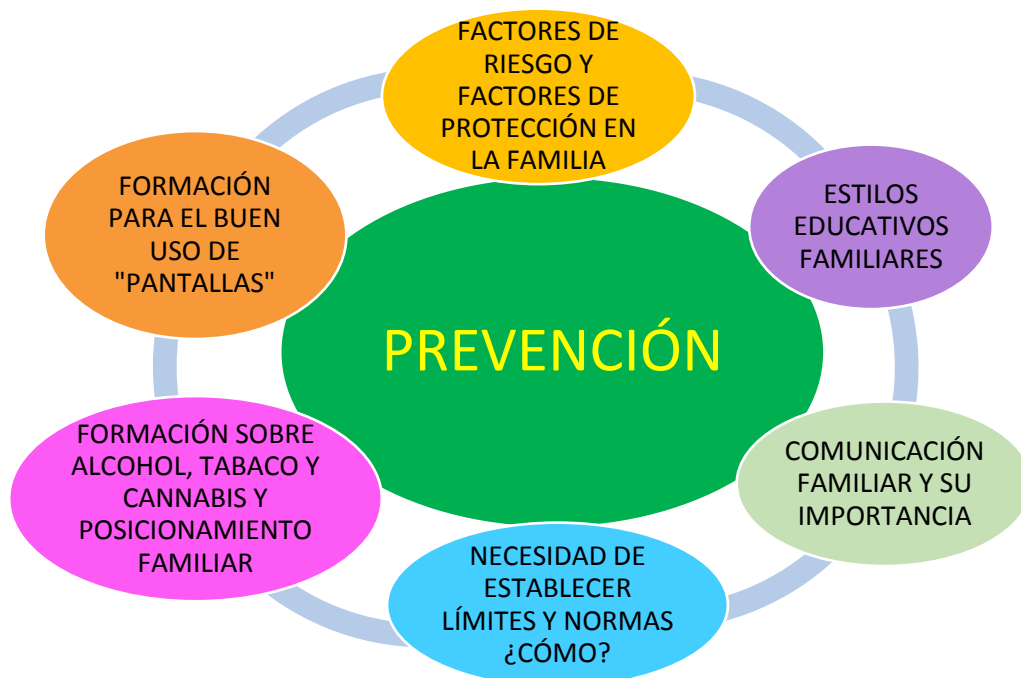 FACTORES DE
RIESGO Y
FACTORES DE
PROTECCIÓN EN
LA FAMILIA
ESTILOS
EDUCATIVOS
FAMILIARES
COMUNICACIÓN
FAMILIAR Y SU
IMPORTANCIA
NECESIDAD DE
ESTABLECER
LÍMITES Y NORMAS
¿CÓMO?
FORMACIÓN SOBRE
ALCOHOL, TABACO Y
CANNABIS Y
POSICIONAMIENTO
FAMILIAR
FORMACIÓN
PARA EL BUEN
USO DE
"PANTALLAS"
PREVENCIÓN